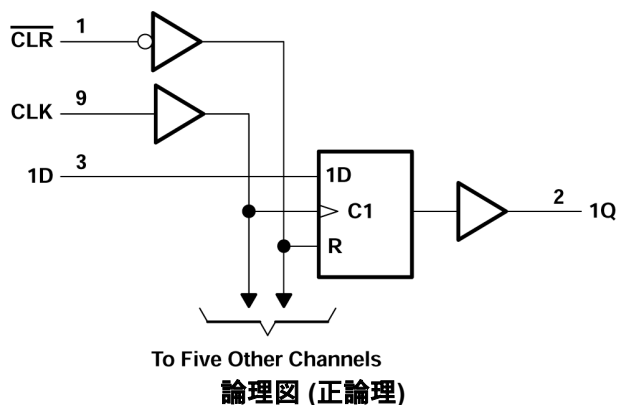 CLR 1
CLK 9
1D 3
1D
C1
R
2 1Q
To Five Other Channels
論理図 (正論理)